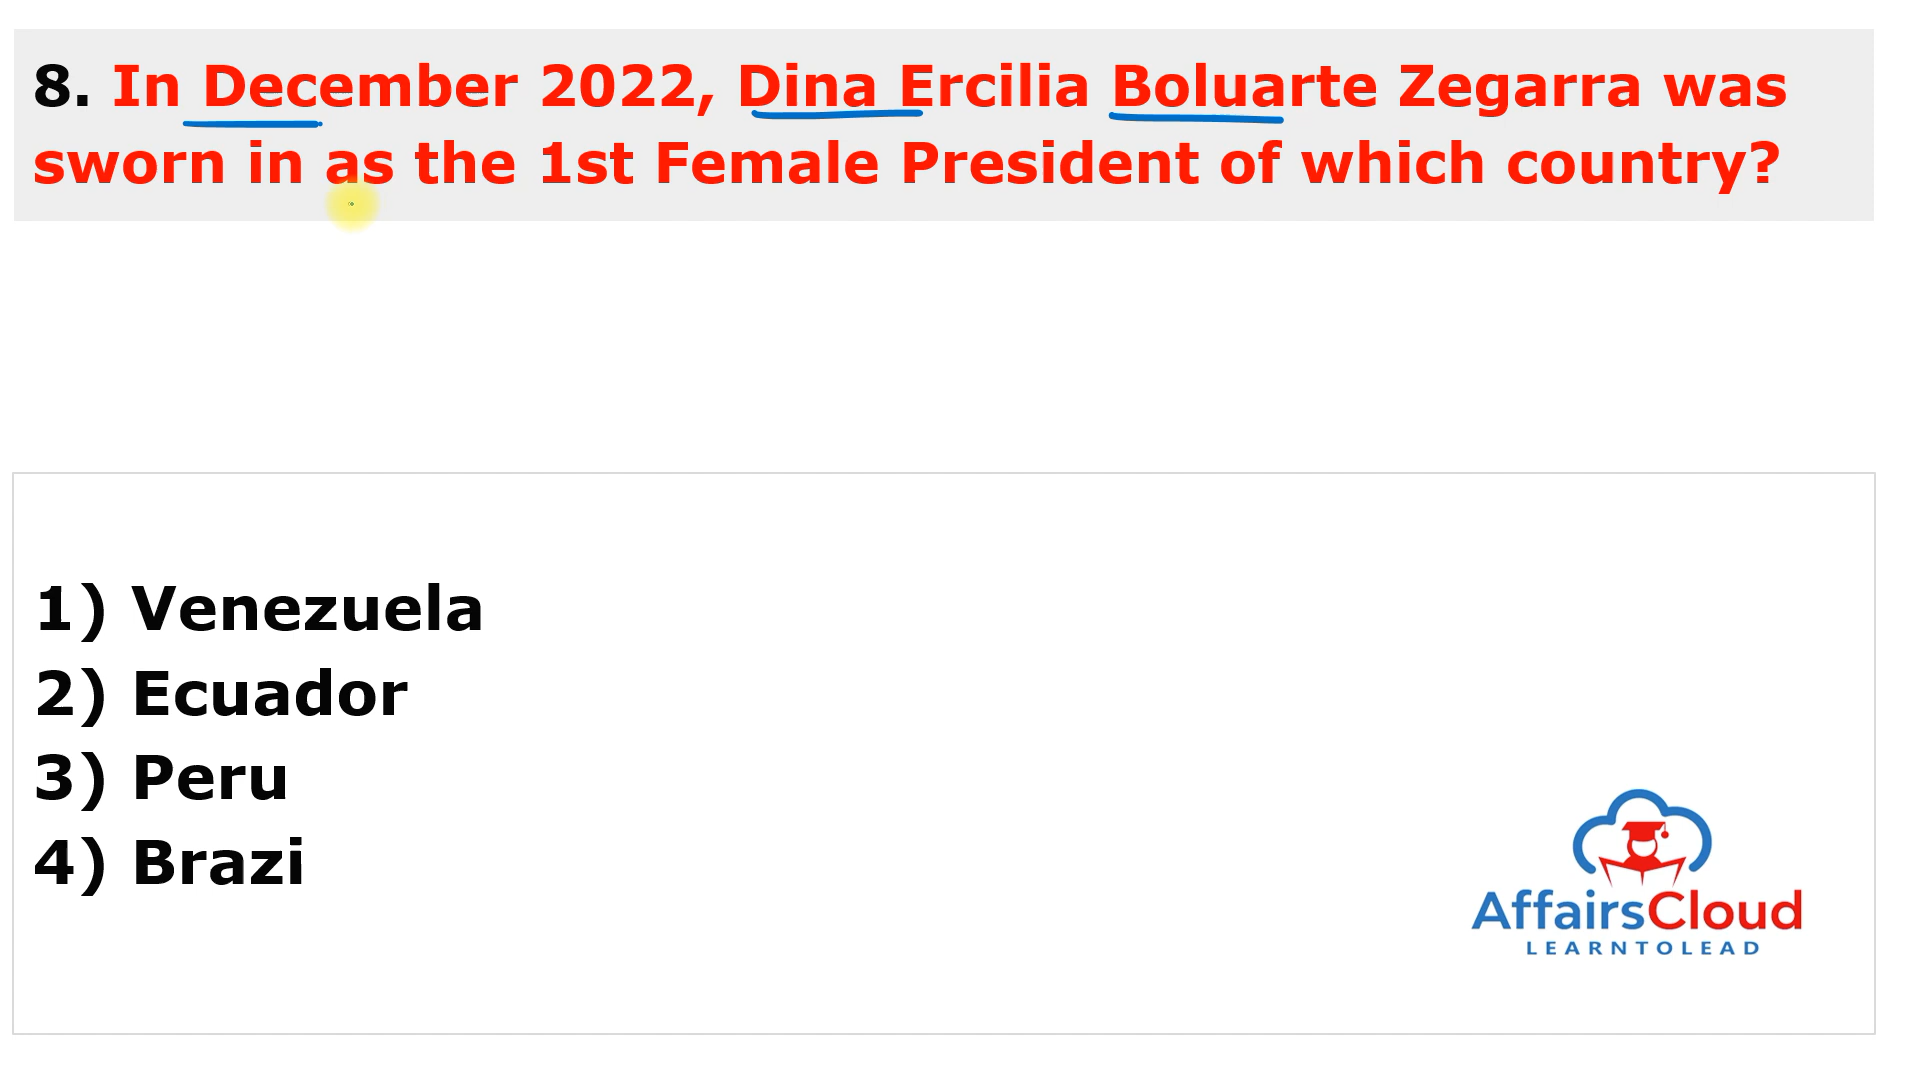 8. In December 2022, Dina Ercilia Boluarte Zegarra was
sworn in as the 1st Female President of which country?
1) Venezuela
2) Ecuador
3) Peru
4) Brazi
AffairsCloud
LEARNTOLEAD